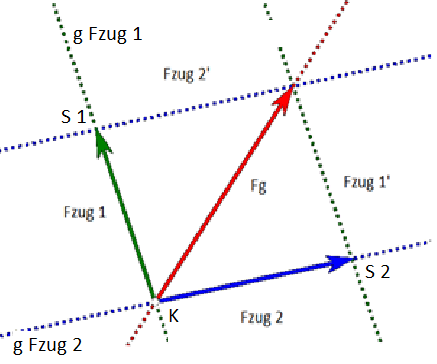 g Fzug 1
Fzug 2'
S 1
Fzug 1'
Fg
Fzug 1
S 2
K
Fzug 2
g Fzug 2